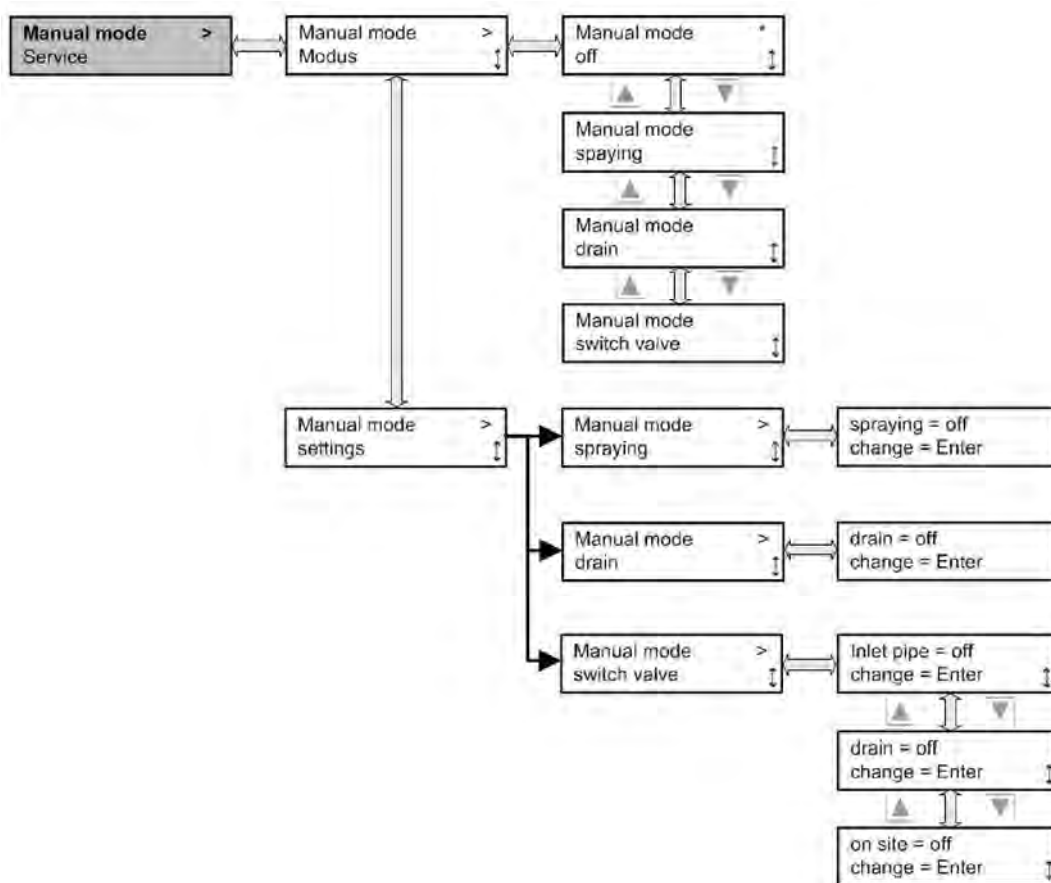 Manual mode >
Service
Manual mode >
Modus
Manual mode *
off
Manual mode
spaying
Manual mode
drain
Manual mode
switch valve
Manual mode >
settings
Manual mode >
spraying
spraying = off
change = Enter
Manual mode >
drain
drain = off
change = Enter
Manual mode >
switch valve
Inlet pipe = off
change = Enter
drain = off
change = Enter
on site = off
change = Enter